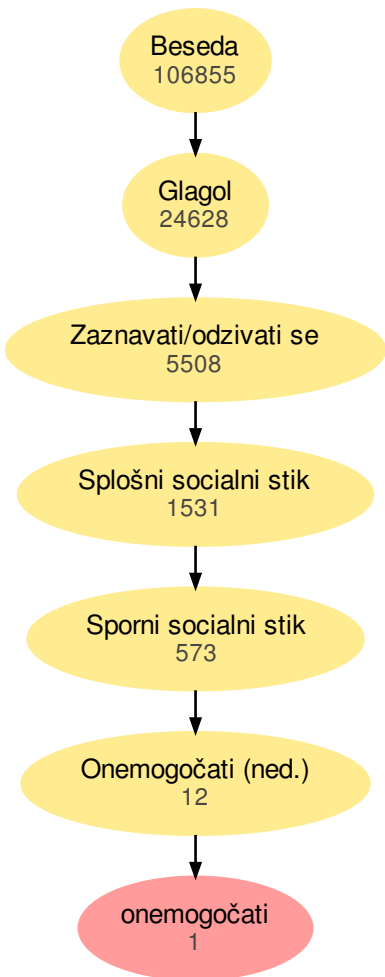 Beseda
106855
Glagol
24628
Zaznavati/odzivati se
5508
Splošni socialni stik
1531
Sporni socialni stik
573
Onemogočati (ned.)
12
onemogočati
1